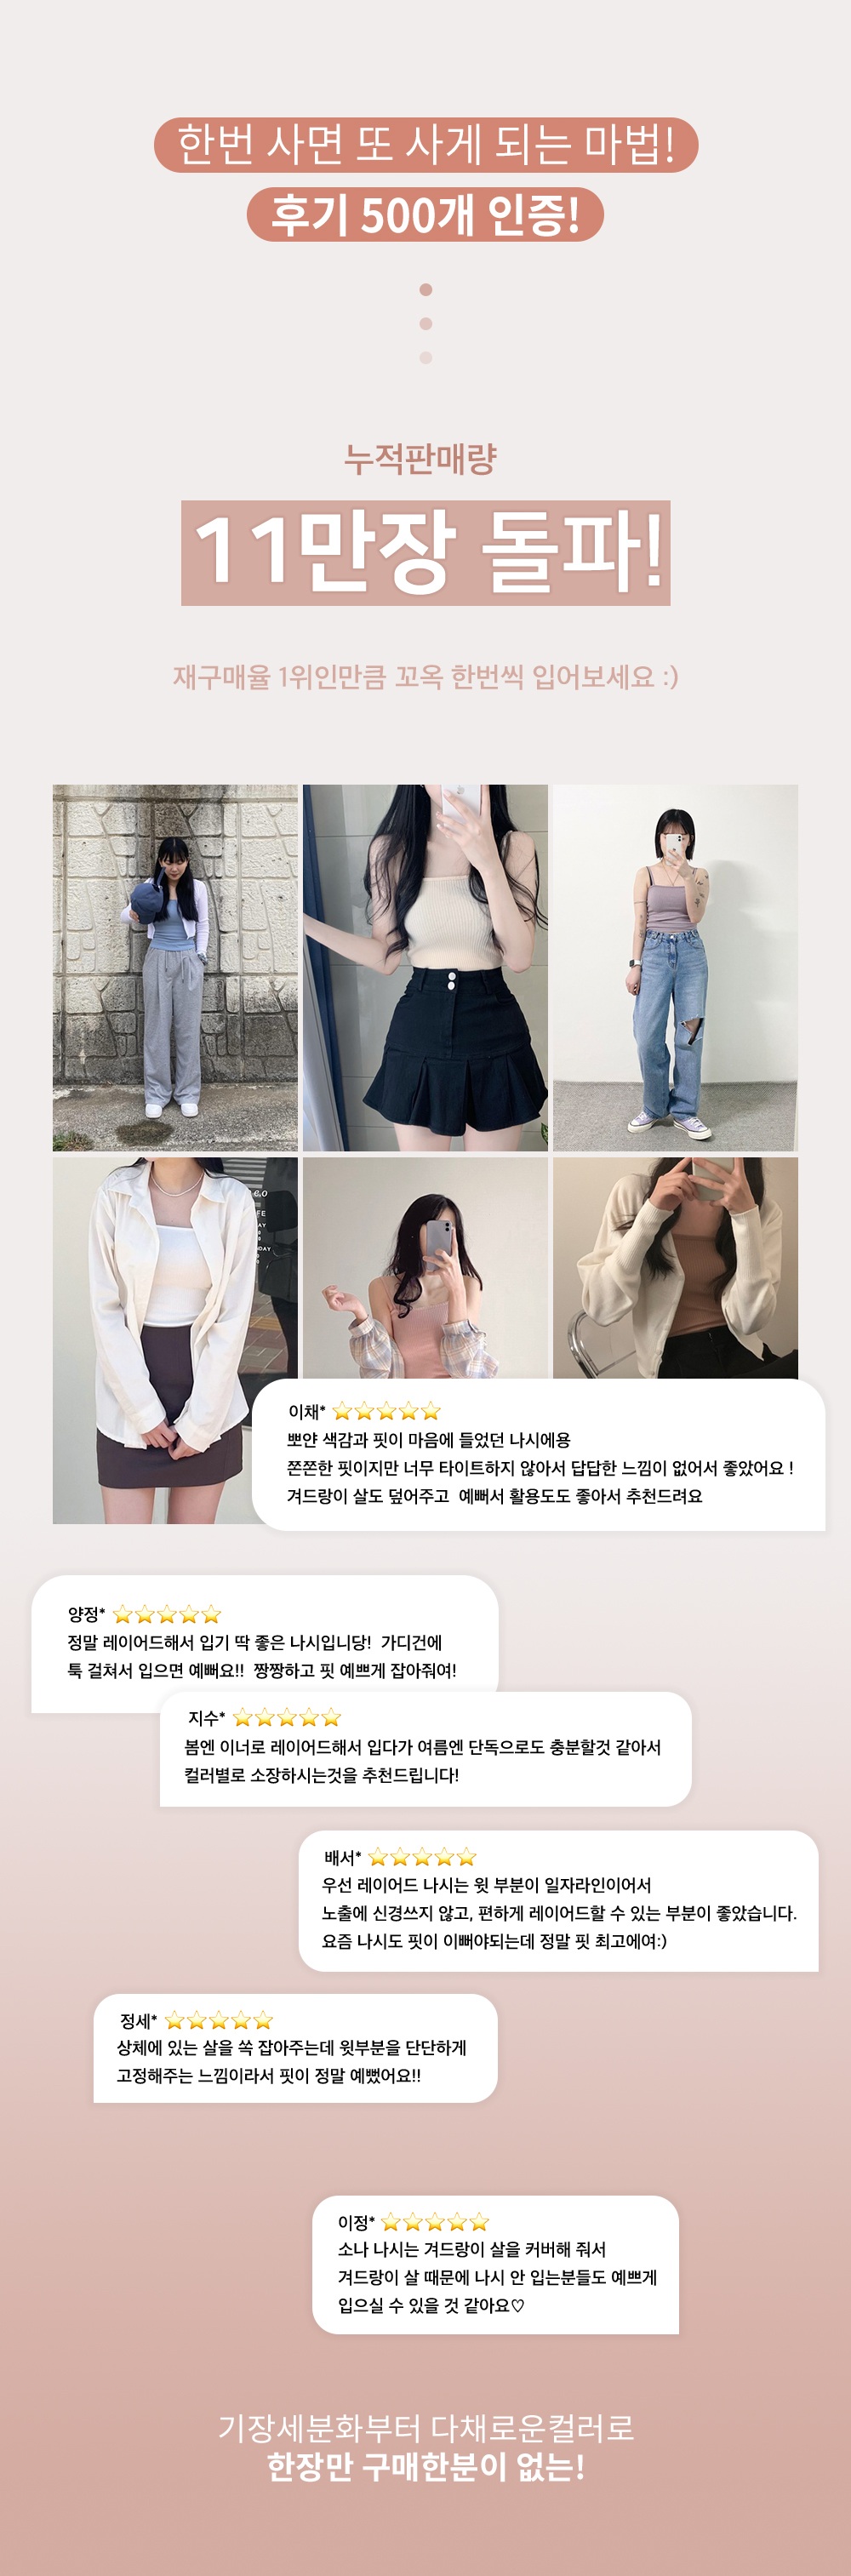 한번 사면 또 사게 되는 마법!
후기 500개 인증!
누적판매량
11만장 돌파!
재구매율 1위인만큼 꼬옥 한번씩 입어보세요 :)
이채* ⭐⭐⭐⭐⭐
뽀얀 색감과 핏이 마음에 들었던 나시에용
쫀쫀한 핏이지만 너무 타이트하지 않아서 답답한 느낌이 없어서 좋았어요 !
겨드랑이 살도 덮어주고 예뻐서 활용도도 좋아서 추천드려요
양정* ⭐⭐⭐⭐⭐
정말 레이어드해서 입기 딱 좋은 나시입니당! 가디건에
툭 걸쳐서 입으면 예뻐요!! 짱짱하고 핏 예쁘게 잡아줘여!
지수* ⭐⭐⭐⭐⭐
봄엔 이너로 레이어드해서 입다가 여름엔 단독으로도 충분할것 같아서
컬러별로 소장하시는것을 추천드립니다!
배서* ⭐⭐⭐⭐⭐
우선 레이어드 나시는 윗 부분이 일자라인이어서
노출에 신경쓰지 않고, 편하게 레이어드할 수 있는 부분이 좋았습니다.
요즘 나시도 핏이 이뻐야되는데 정말 핏 최고에여:)
정세* ⭐⭐⭐⭐⭐
상체에 있는 살을 쏙 잡아주는데 윗부분을 단단하게
고정해주는 느낌이라서 핏이 정말 예뻤어요!!
이정* ⭐⭐⭐⭐⭐
소나 나시는 겨드랑이 살을 커버해 줘서
겨드랑이 살 때문에 나시 안 입는분들도 예쁘게
입으실 수 있을 것 같아요♡
기장세분화부터 다채로운컬러로
한장만 구매한분이 없는!